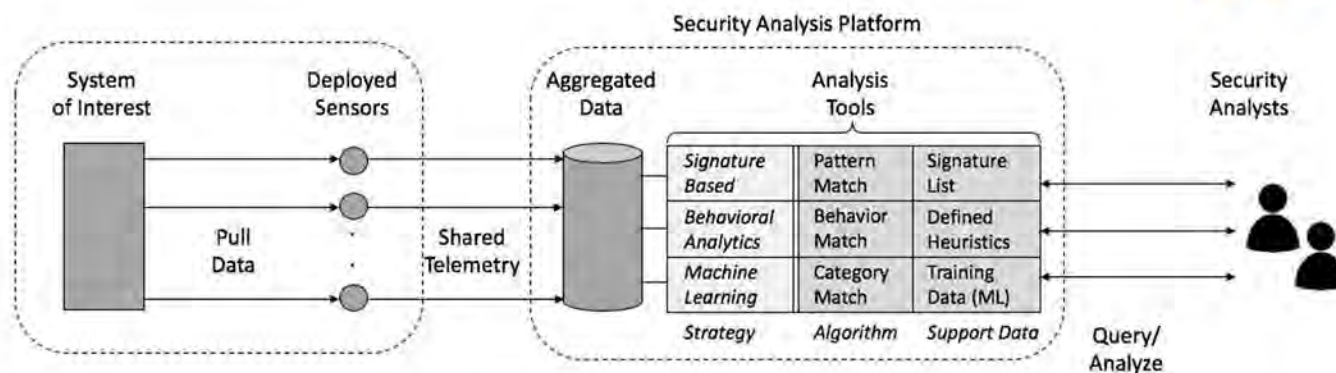 Security Analysis Platform
System
of Interest
Deployed
Sensors
Aggregated
Data
Analysis
Tools
Security
Analysts
Signature
Based
Pattern
Match
Signature
List
Behavioral
Analytics
Behavior
Match
Defined
Heuristics
Machine
Learning
Category
Match
Training
Data (ML)
Pull
Data
Shared
Telemetry
Strategy
Algorithm
Support Data
Query/
Analyze